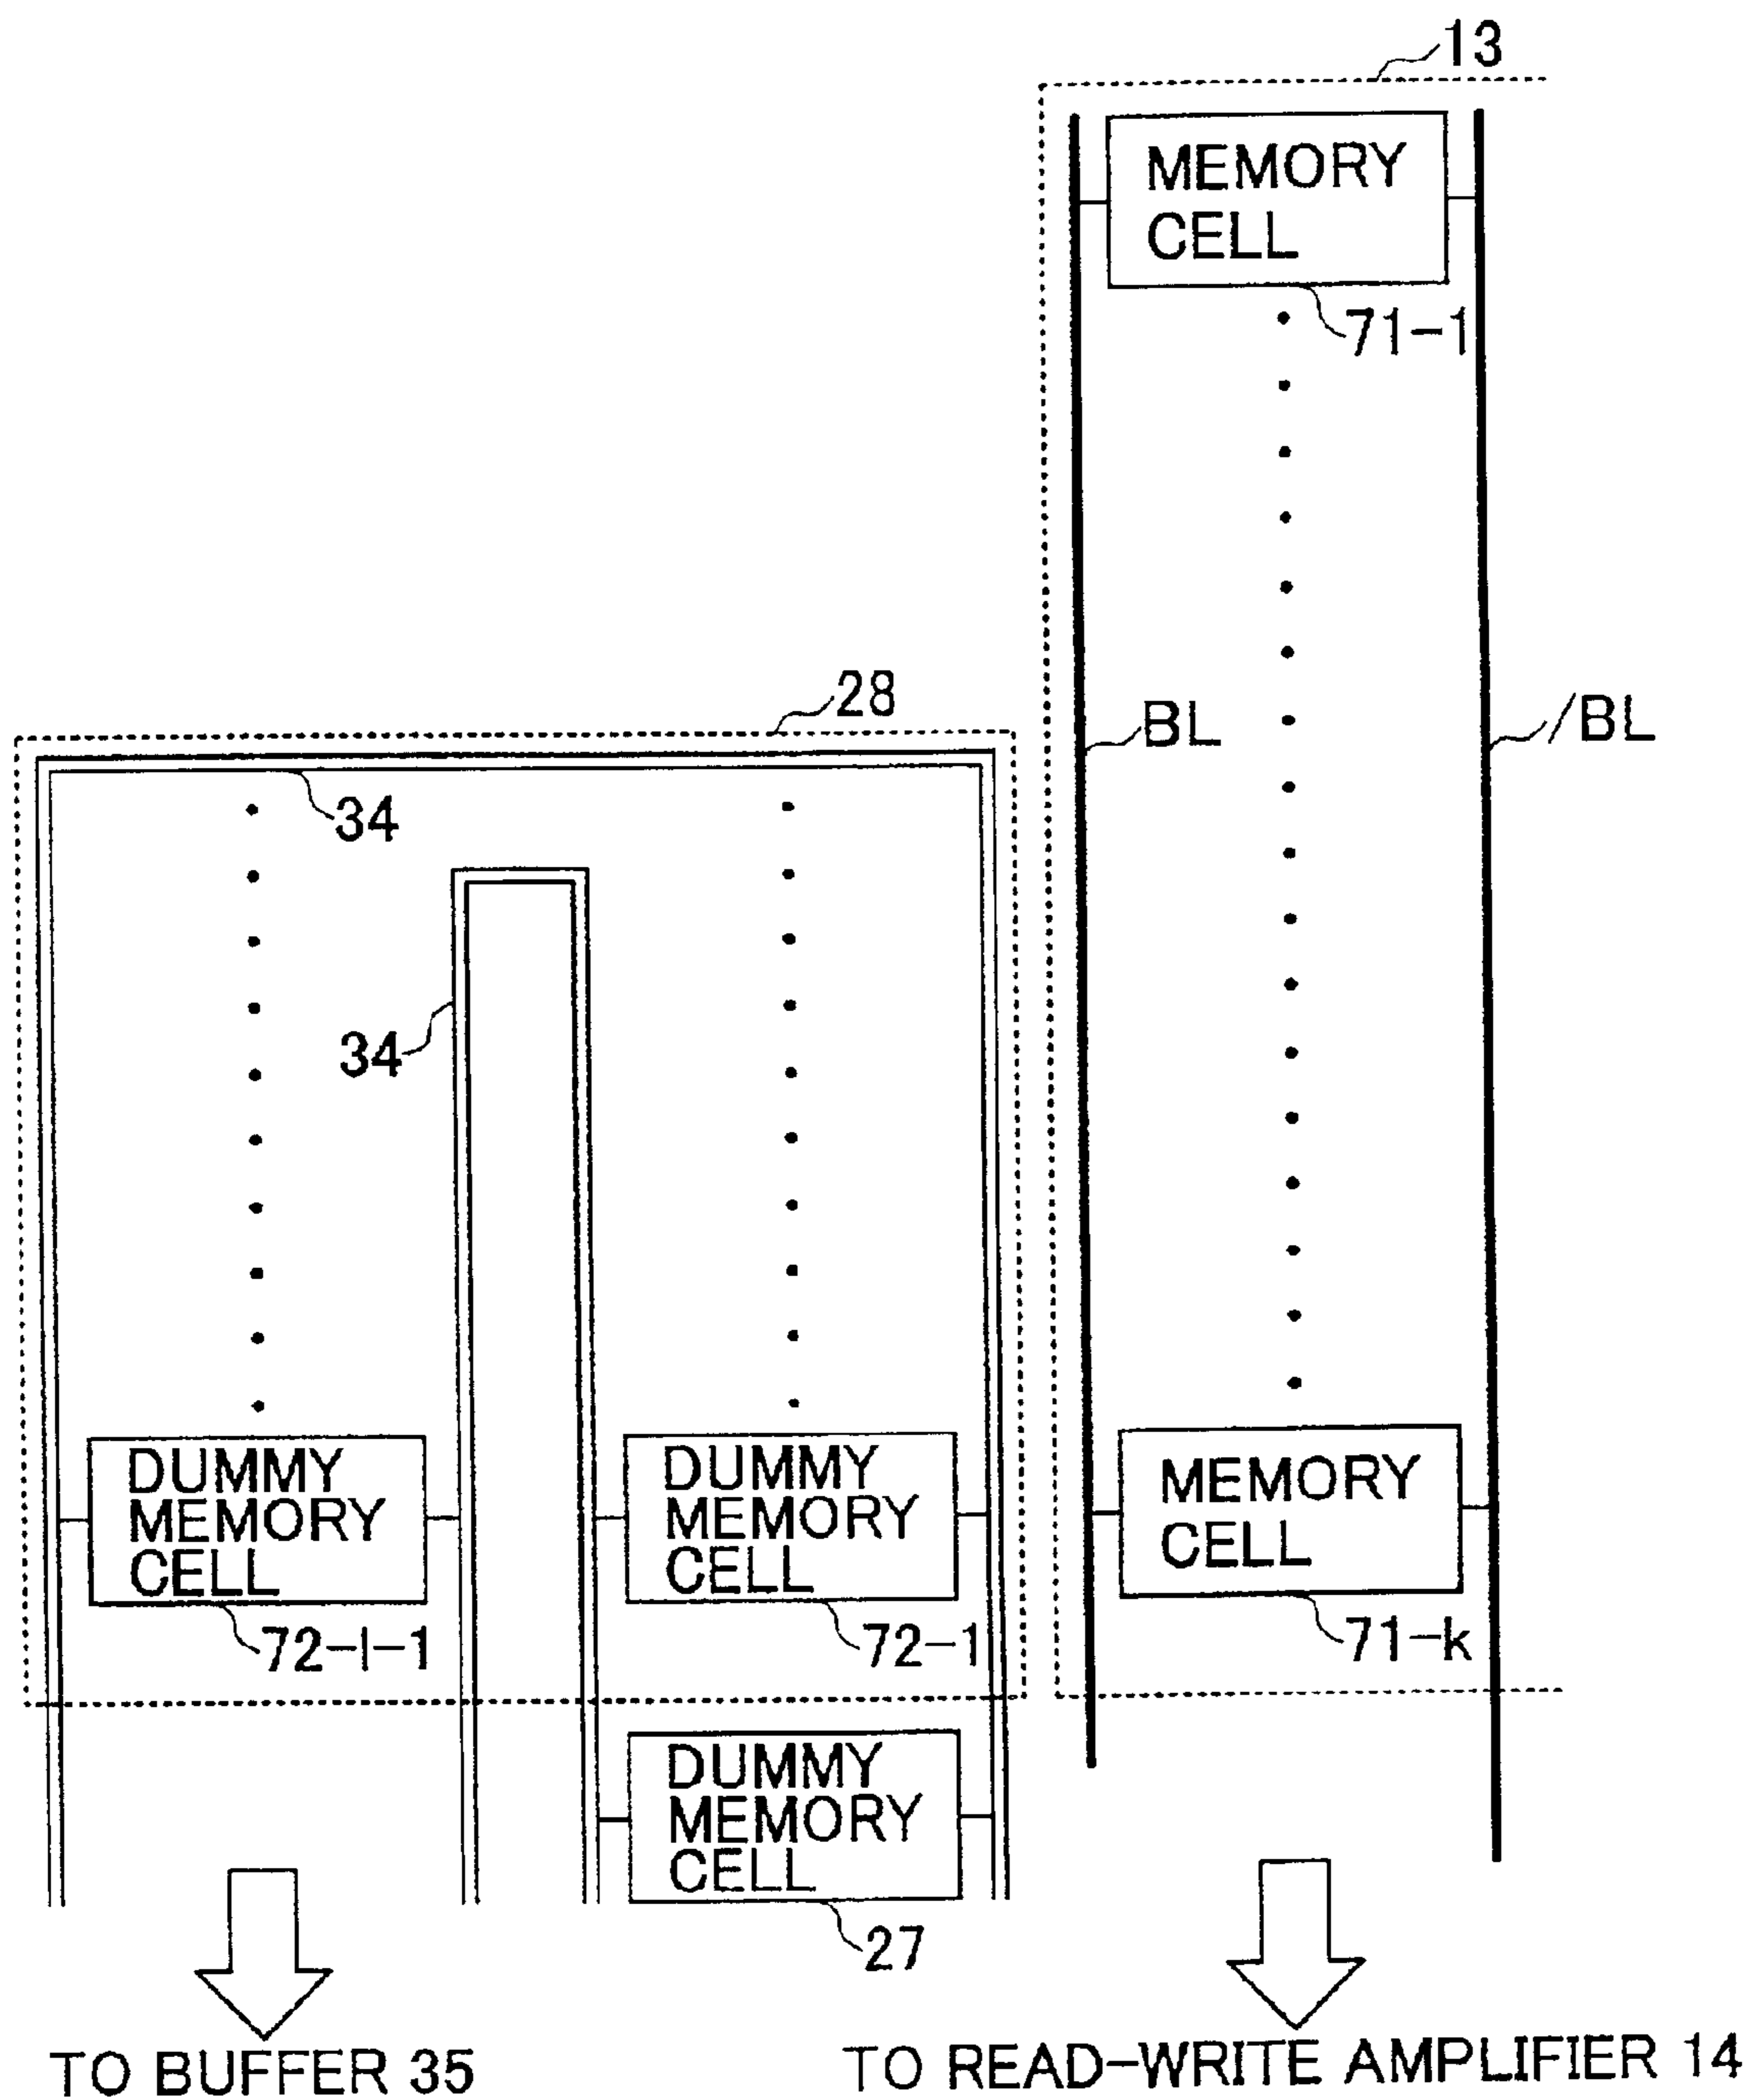 13
MEMORY
CELL
71-1
28
BL
/BL
34
34
DUMMY
MEMORY
CELL
72-l-1
DUMMY
MEMORY
CELL
72-1
MEMORY
CELL
71-k
DUMMY
MEMORY
CELL
27
TO BUFFER 35
TO READ-WRITE AMPLIFIER 14